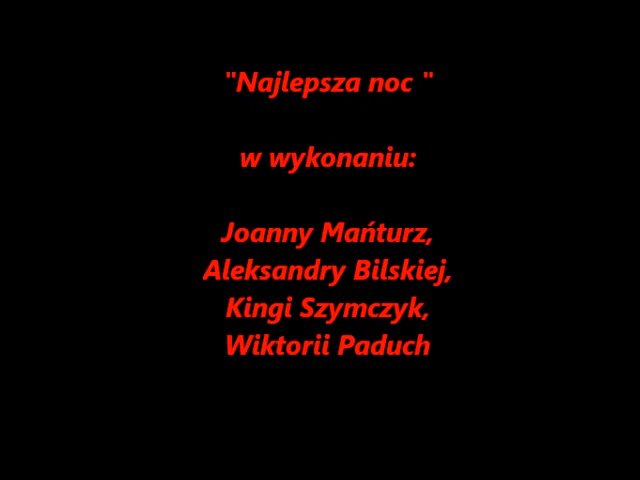 "Najlepsza noc "
w wykonaniu:
Joanny Mańturz,
Aleksandry Bilskiej,
Kingi Szymczyk,
Wiktorii Paduch